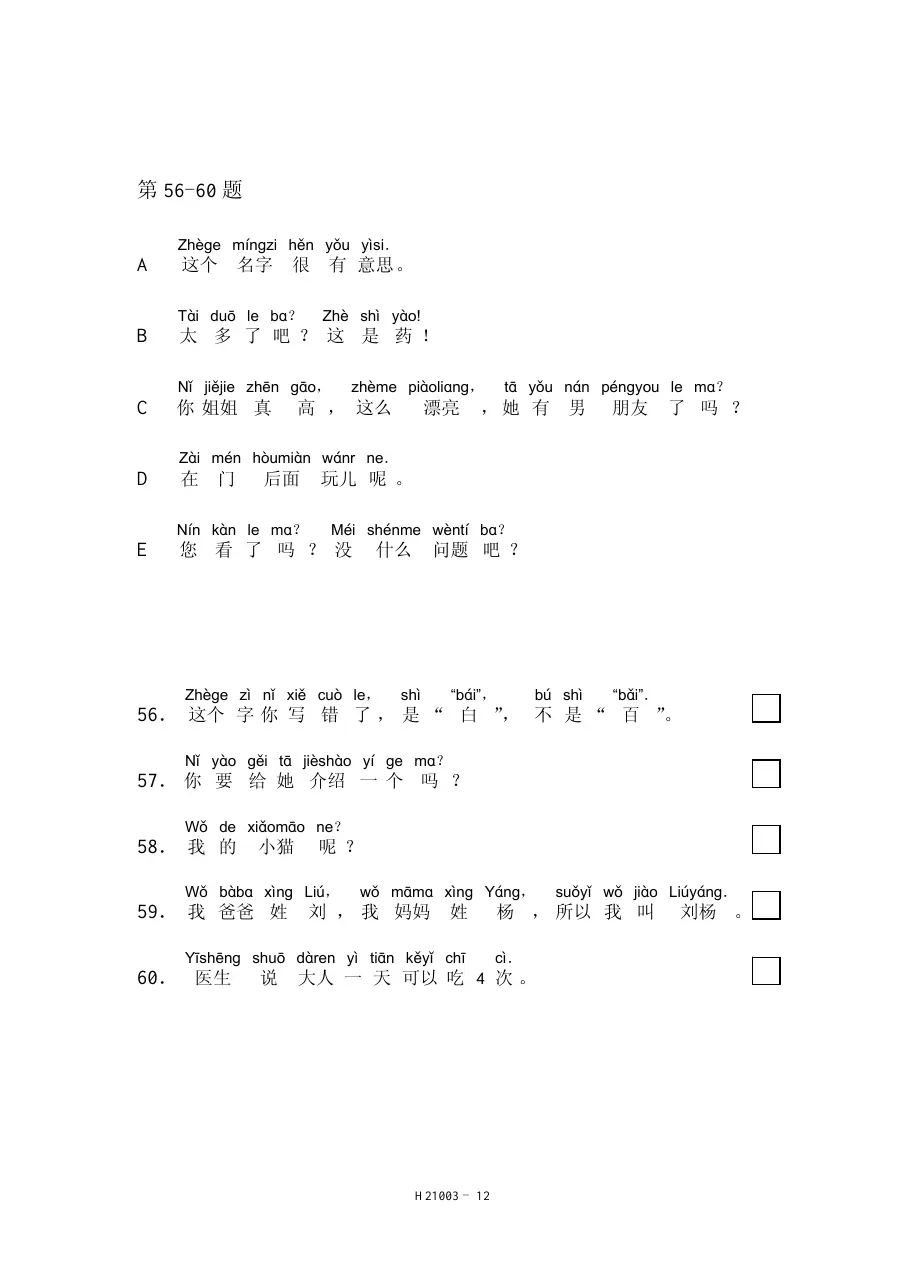 第 56-60 题
Zhège míngzi hěn yǒu yìsi.
A 这个 名字 很 有 意思。
Tài duō le ba? Zhè shì yào!
B 太 多 了 吧 ? 这 是 药 !
Nǐ jiějie zhēn gāo, zhème piàoliang, tā yǒu nán péngyou le ma?
C 你 姐姐 真 高 , 这么 漂亮 , 她 有 男 朋友 了 吗 ?
Zài mén hòumiàn wánr ne.
D 在 门 后面 玩儿 呢 。
Nín kàn le ma? Méi shénme wèntí ba?
E 您 看 了 吗 ? 没 什么 问题 吧 ?
Zhège zì nǐ xiě cuò le, shì “bái”, bú shì “bǎi”.
56. 这个 字 你 写 错 了 , 是 “ 白 ”, 不 是 “ 百 ”。
Nǐ yào gěi tā jièshào yí ge ma?
57. 你 要 给 她 介绍 一 个 吗 ?
Wǒ de xiǎomāo ne?
58. 我 的 小猫 呢 ?
Wǒ bàba xìng Liú, wǒ māma xìng Yáng, suǒyǐ wǒ jiào Liúyáng.
59. 我 爸爸 姓 刘 , 我 妈妈 姓 杨 , 所以 我 叫 刘杨 。
Yīshēng shuō dàren yì tiān kěyǐ chī cì.
60. 医生 说 大人 一 天 可以 吃 4 次 。
H21003 - 12